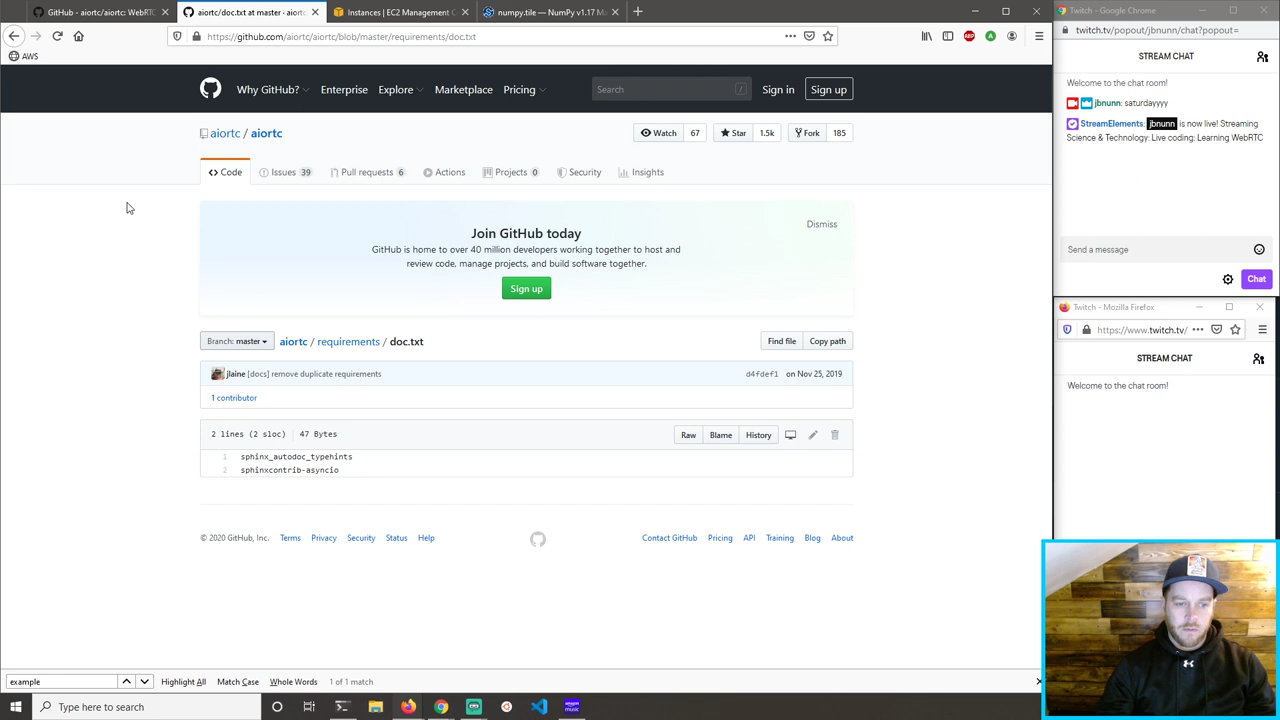 GitHub - aiortc/aiortc: WebRTC
aiortc/doc.txt at master · aiortc
Instances | EC2 Management C
numpy.tile — NumPy v1.17 M
https://github.com/aiortc/aiortc/blob/master/requirements/doc.txt
AWS
Why GitHub?
Enterprise
Explore
Marketplace
Pricing
Search
/
Sign in
Sign up
aiortc / aiortc
Watch 67
Star 1.5k
Fork 185
Code
Issues 39
Pull requests 6
Actions
Projects 0
Security
Insights
Join GitHub today
Dismiss
GitHub is home to over 40 million developers working together to host and
review code, manage projects, and build software together.
Sign up
Branch: master
aiortc / requirements / doc.txt
Find file
Copy path
jlaine [docs] remove duplicate requirements
d4fdef1 on Nov 25, 2019
1 contributor
2 lines (2 sloc) | 47 Bytes
Raw
Blame
History
1 sphinx_autodoc_typehints
2 sphinxcontrib-asyncio
© 2020 GitHub, Inc.
Terms
Privacy
Security
Status
Help
Contact GitHub
Pricing
API
Training
Blog
About
example
Highlight All
Match Case
Whole Words
1 of 1 match
Type here to search
Twitch - Google Chrome
twitch.tv/popout/jbnunn/chat?popout=
STREAM CHAT
Welcome to the chat room!
jbnunn: saturdayyyy
StreamElements: jbnunn is now live! Streaming
Science & Technology: Live coding: Learning WebRTC
Send a message
Chat
Twitch - Mozilla Firefox
https://www.twitch.tv/
STREAM CHAT
Welcome to the chat room!